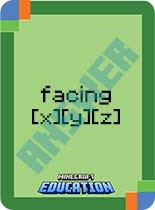 ANSWER
facing
[x][y][z]
MINECRAFT
EDUCATION